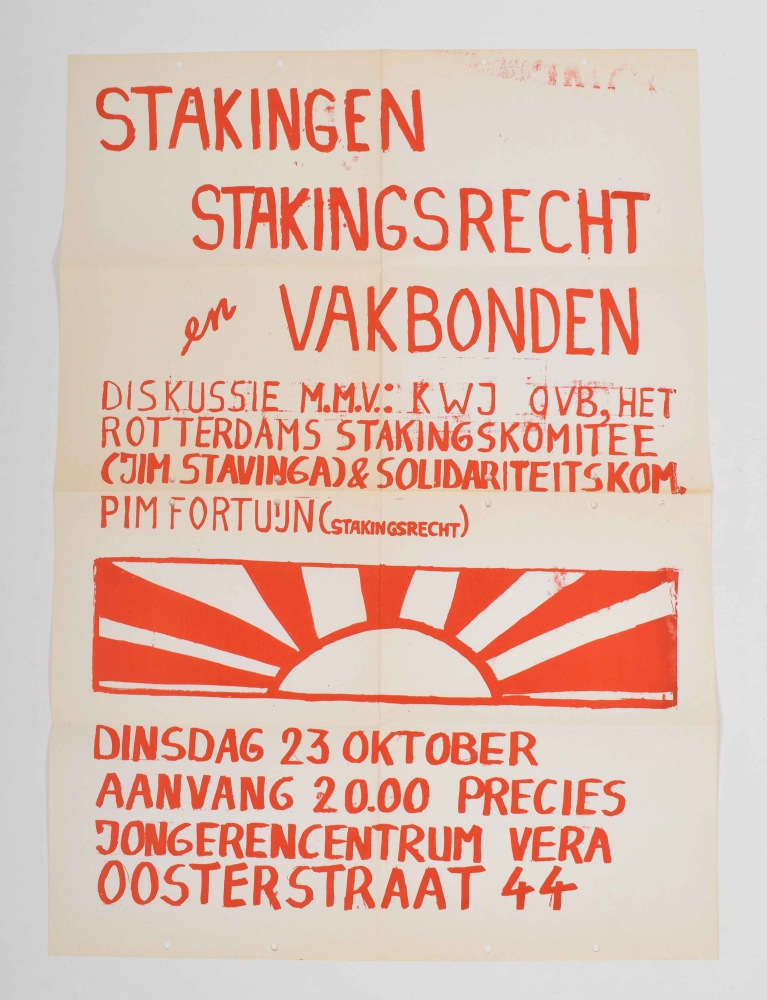 STAKINGEN
STAKINGSRECHT
en VAKBONDEN
DISKUSSIE M.M.V.: KWJ OVB, HET
ROTTERDAMS STAKINGSKOMITEE
(JIM STAVINGA) & SOLIDARITEITSKOM.
PIM FORTUIJN (STAKINGSRECHT)
DINSDAG 23 OKTOBER
AANVANG 20.00 PRECIES
JONGERENCENTRUM VERA
OOSTERSTRAAT 44